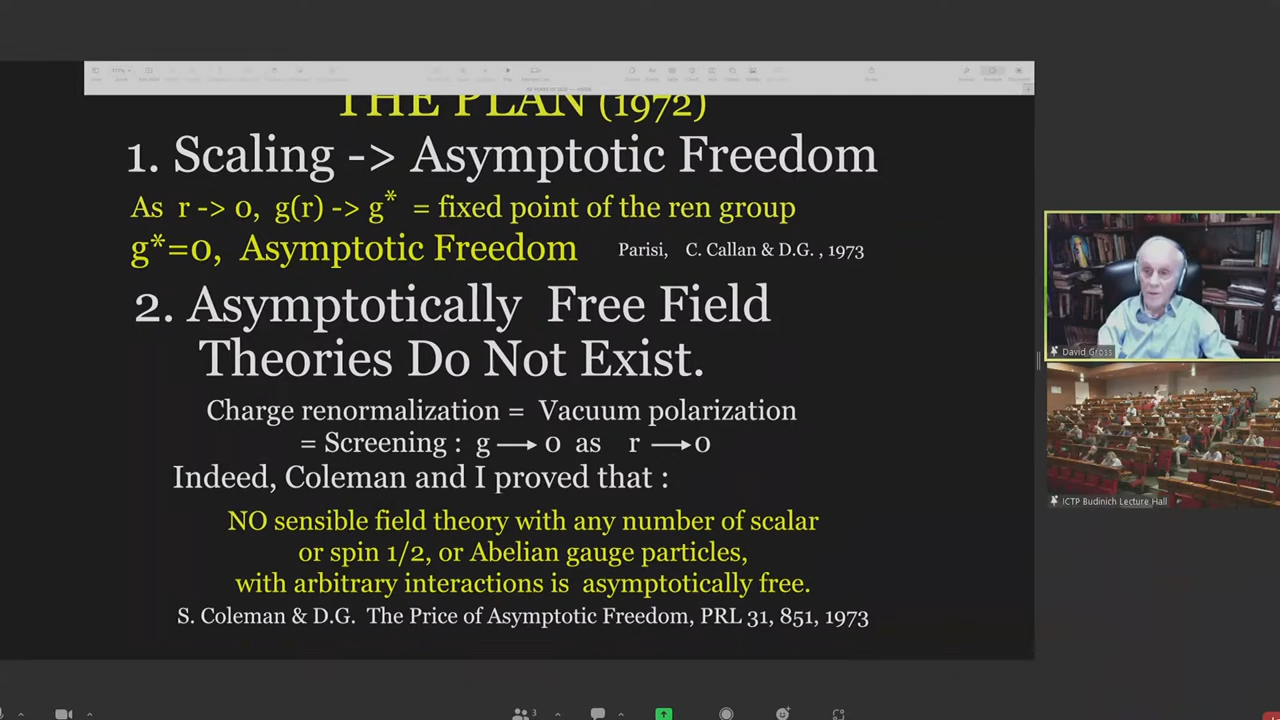 THE PLAN (1972)
1. Scaling -> Asymptotic Freedom
As r -> 0, g(r) -> g* = fixed point of the ren group
g*=0, Asymptotic Freedom Parisi, C. Callan & D.G. , 1973
2. Asymptotically Free Field
Theories Do Not Exist.
Charge renormalization = Vacuum polarization
= Screening : g → 0 as r → 0
Indeed, Coleman and I proved that :
NO sensible field theory with any number of scalar
or spin 1/2, or Abelian gauge particles,
with arbitrary interactions is asymptotically free.
S. Coleman & D.G. The Price of Asymptotic Freedom, PRL 31, 851, 1973
David Gross
ICTP Budinich Lecture Hall
3